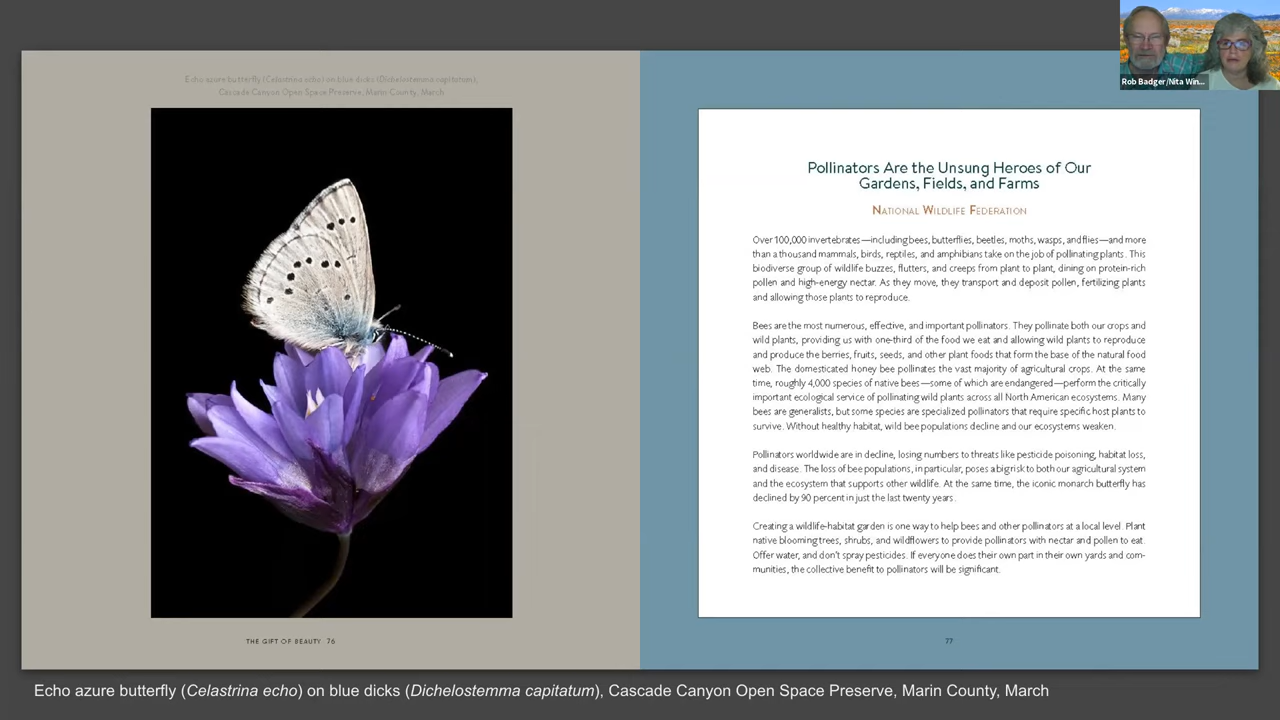 Rob Badger/Nita Win...
Echo azure butterfly (Celastrina echo) on blue dicks (Dichelostemma capitatum),
Cascade Canyon Open Space Preserve, Marin County, March
THE GIFT OF BEAUTY 76
Pollinators Are the Unsung Heroes of Our
Gardens, Fields, and Farms
National Wildlife Federation
Over 100,000 invertebrates—including bees, butterflies, beetles, moths, wasps, and flies—and more
than a thousand mammals, birds, reptiles, and amphibians take on the job of pollinating plants. This
biodiverse group of wildlife buzzes, flutters, and creeps from plant to plant, dining on protein-rich
pollen and high-energy nectar. As they move, they transport and deposit pollen, fertilizing plants
and allowing those plants to reproduce.
Bees are the most numerous, effective, and important pollinators. They pollinate both our crops and
wild plants, providing us with one-third of the food we eat and allowing wild plants to reproduce
and produce the berries, fruits, seeds, and other plant foods that form the base of the natural food
web. The domesticated honey bee pollinates the vast majority of agricultural crops. At the same
time, roughly 4,000 species of native bees—some of which are endangered—perform the critically
important ecological service of pollinating wild plants across all North American ecosystems. Many
bees are generalists, but some species are specialized pollinators that require specific host plants to
survive. Without healthy habitat, wild bee populations decline and our ecosystems weaken.
Pollinators worldwide are in decline, losing numbers to threats like pesticide poisoning, habitat loss,
and disease. The loss of bee populations, in particular, poses a big risk to both our agricultural system
and the ecosystem that supports other wildlife. At the same time, the iconic monarch butterfly has
declined by 90 percent in just the last twenty years.
Creating a wildlife-habitat garden is one way to help bees and other pollinators at a local level. Plant
native blooming trees, shrubs, and wildflowers to provide pollinators with nectar and pollen to eat.
Offer water, and don't spray pesticides. If everyone does their own part in their own yards and com-
munities, the collective benefit to pollinators will be significant.
77
Echo azure butterfly (Celastrina echo) on blue dicks (Dichelostemma capitatum), Cascade Canyon Open Space Preserve, Marin County, March